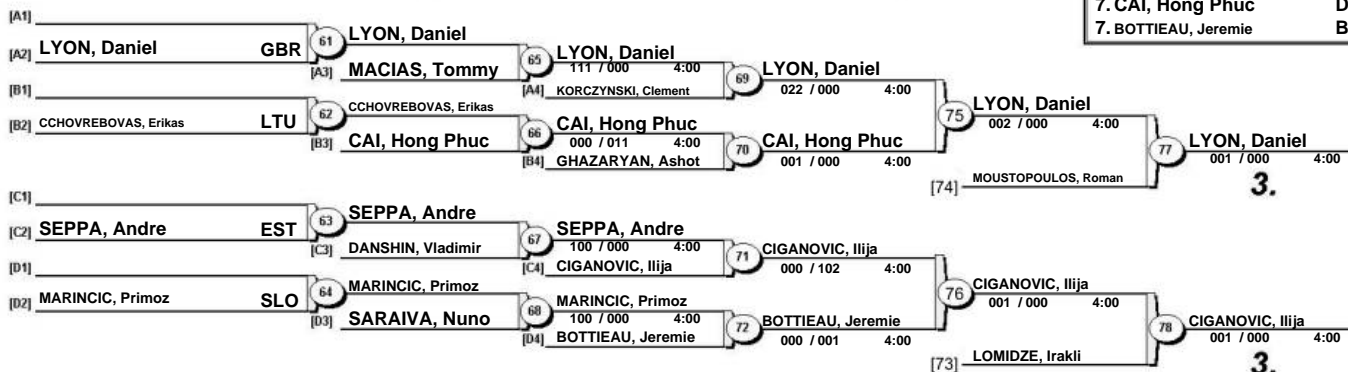 7. CAI, Hong Phuc D
7. BOTTIEAU, Jeremie B
[A1]
[A2] LYON, Daniel GBR 61 LYON, Daniel
[A3] MACIAS, Tommy 65 LYON, Daniel
111 / 000 4:00
[A4] KORCZYNSKI, Clement 69 LYON, Daniel
022 / 000 4:00
[B1]
[B2] CCHOVREBOVAS, Erikas LTU 62 CCHOVREBOVAS, Erikas
[B3] CAI, Hong Phuc 66 CAI, Hong Phuc
000 / 011 4:00
[B4] GHAZARYAN, Ashot 70 CAI, Hong Phuc
001 / 000 4:00
75 LYON, Daniel
002 / 000 4:00
[74] MOUSTOPOULOS, Roman 77 LYON, Daniel
001 / 000 4:00
3.
[C1]
[C2] SEPPA, Andre EST 63 SEPPA, Andre
[C3] DANSHIN, Vladimir 67 SEPPA, Andre
100 / 000 4:00
[C4] CIGANOVIC, Ilija 71 CIGANOVIC, Ilija
000 / 102 4:00
[D1]
[D2] MARINCIC, Primoz SLO 64 MARINCIC, Primoz
[D3] SARAIVA, Nuno 68 MARINCIC, Primoz
100 / 000 4:00
[D4] BOTTIEAU, Jeremie 72 BOTTIEAU, Jeremie
000 / 001 4:00
76 CIGANOVIC, Ilija
001 / 000 4:00
[73] LOMIDZE, Irakli 78 CIGANOVIC, Ilija
001 / 000 4:00
3.